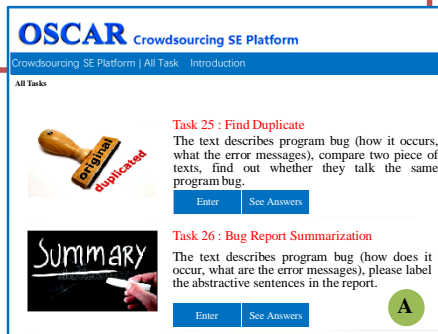 OSCAR Crowdsourcing SE Platform
Crowdsourcing SE Platform | All Task Introduction
All Tasks
original
duplicated
Task 25 : Find Duplicate
The text describes program bug (how it occurs,
what the error messages), compare two piece of
texts, find out whether they talk the same
program bug.
Enter See Answers
Summary
Task 26 : Bug Report Summarization
The text describes program bug (how does it
occur, what are the error messages), please label
the abstractive sentences in the report.
Enter See Answers
A